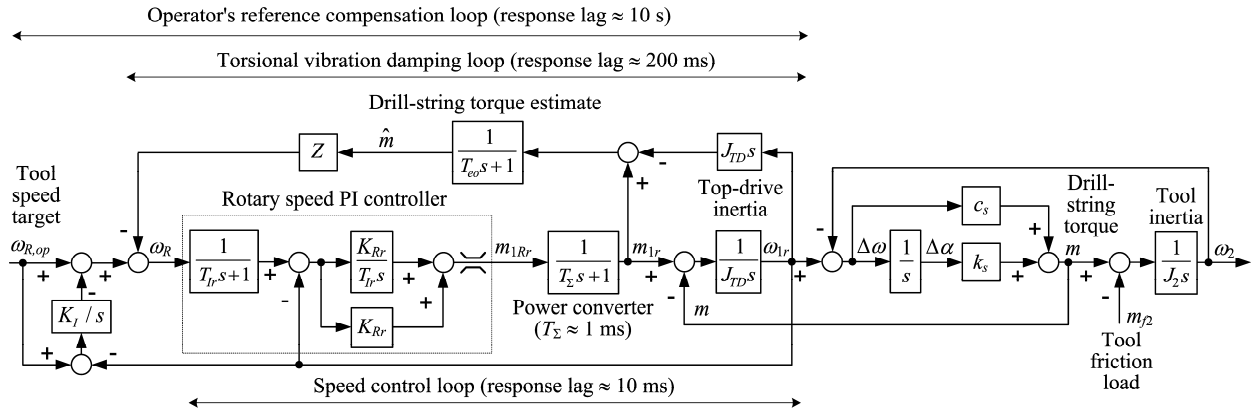 Operator's reference compensation loop (response lag ≈ 10 s)
Torsional vibration damping loop (response lag ≈ 200 ms)
Drill-string torque estimate
Z
m̂
1
T_eo s + 1
-
+
J_TD s
Top-drive
inertia
Tool
speed
target
ω_R,op
+
-
+
-
K_I / s
+
-
-
ω_R
Rotary speed PI controller
1
T_Ir s + 1
+
-
K_Rr
T_Ir s
K_Rr
+
+
m_1Rr
1
T_Σ s + 1
Power converter
(T_Σ ≈ 1 ms)
m_1r
+
-
m
1
J_TD s
ω_1r
+
-
Δω
1
s
Δα
k_s
c_s
+
+
Drill-string
torque
m
+
-
m_f2
Tool
friction
load
Tool
inertia
1
J_2 s
ω_2
Speed control loop (response lag ≈ 10 ms)